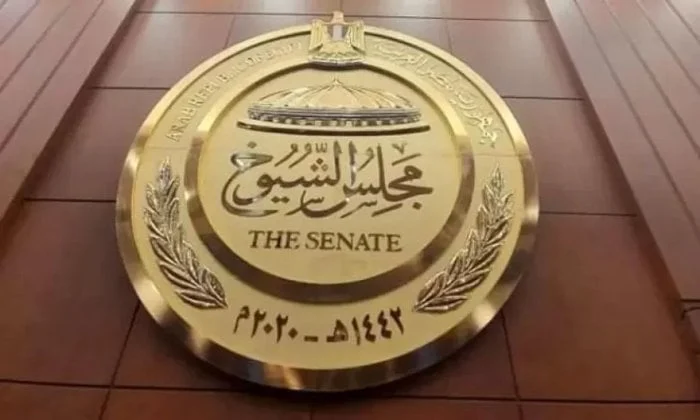 ARAB REPUBLIC OF EGYPT
جمهورية مصر العربية
مجلس الشيوخ
THE SENATE
١٤٤٢هـ - ٢٠٢٠م